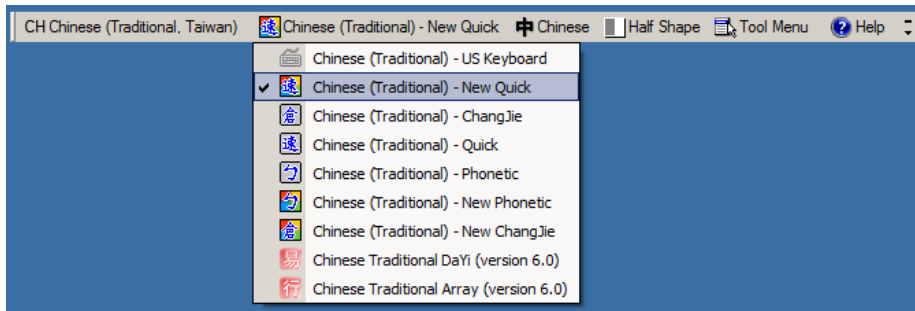 CH Chinese (Traditional, Taiwan) 速 Chinese (Traditional) - New Quick 中 Chinese Half Shape Tool Menu ? Help
Chinese (Traditional) - US Keyboard
速 Chinese (Traditional) - New Quick
倉 Chinese (Traditional) - ChangJie
速 Chinese (Traditional) - Quick
ㄅ Chinese (Traditional) - Phonetic
ㄅ Chinese (Traditional) - New Phonetic
倉 Chinese (Traditional) - New ChangJie
易 Chinese Traditional DaYi (version 6.0)
行 Chinese Traditional Array (version 6.0)